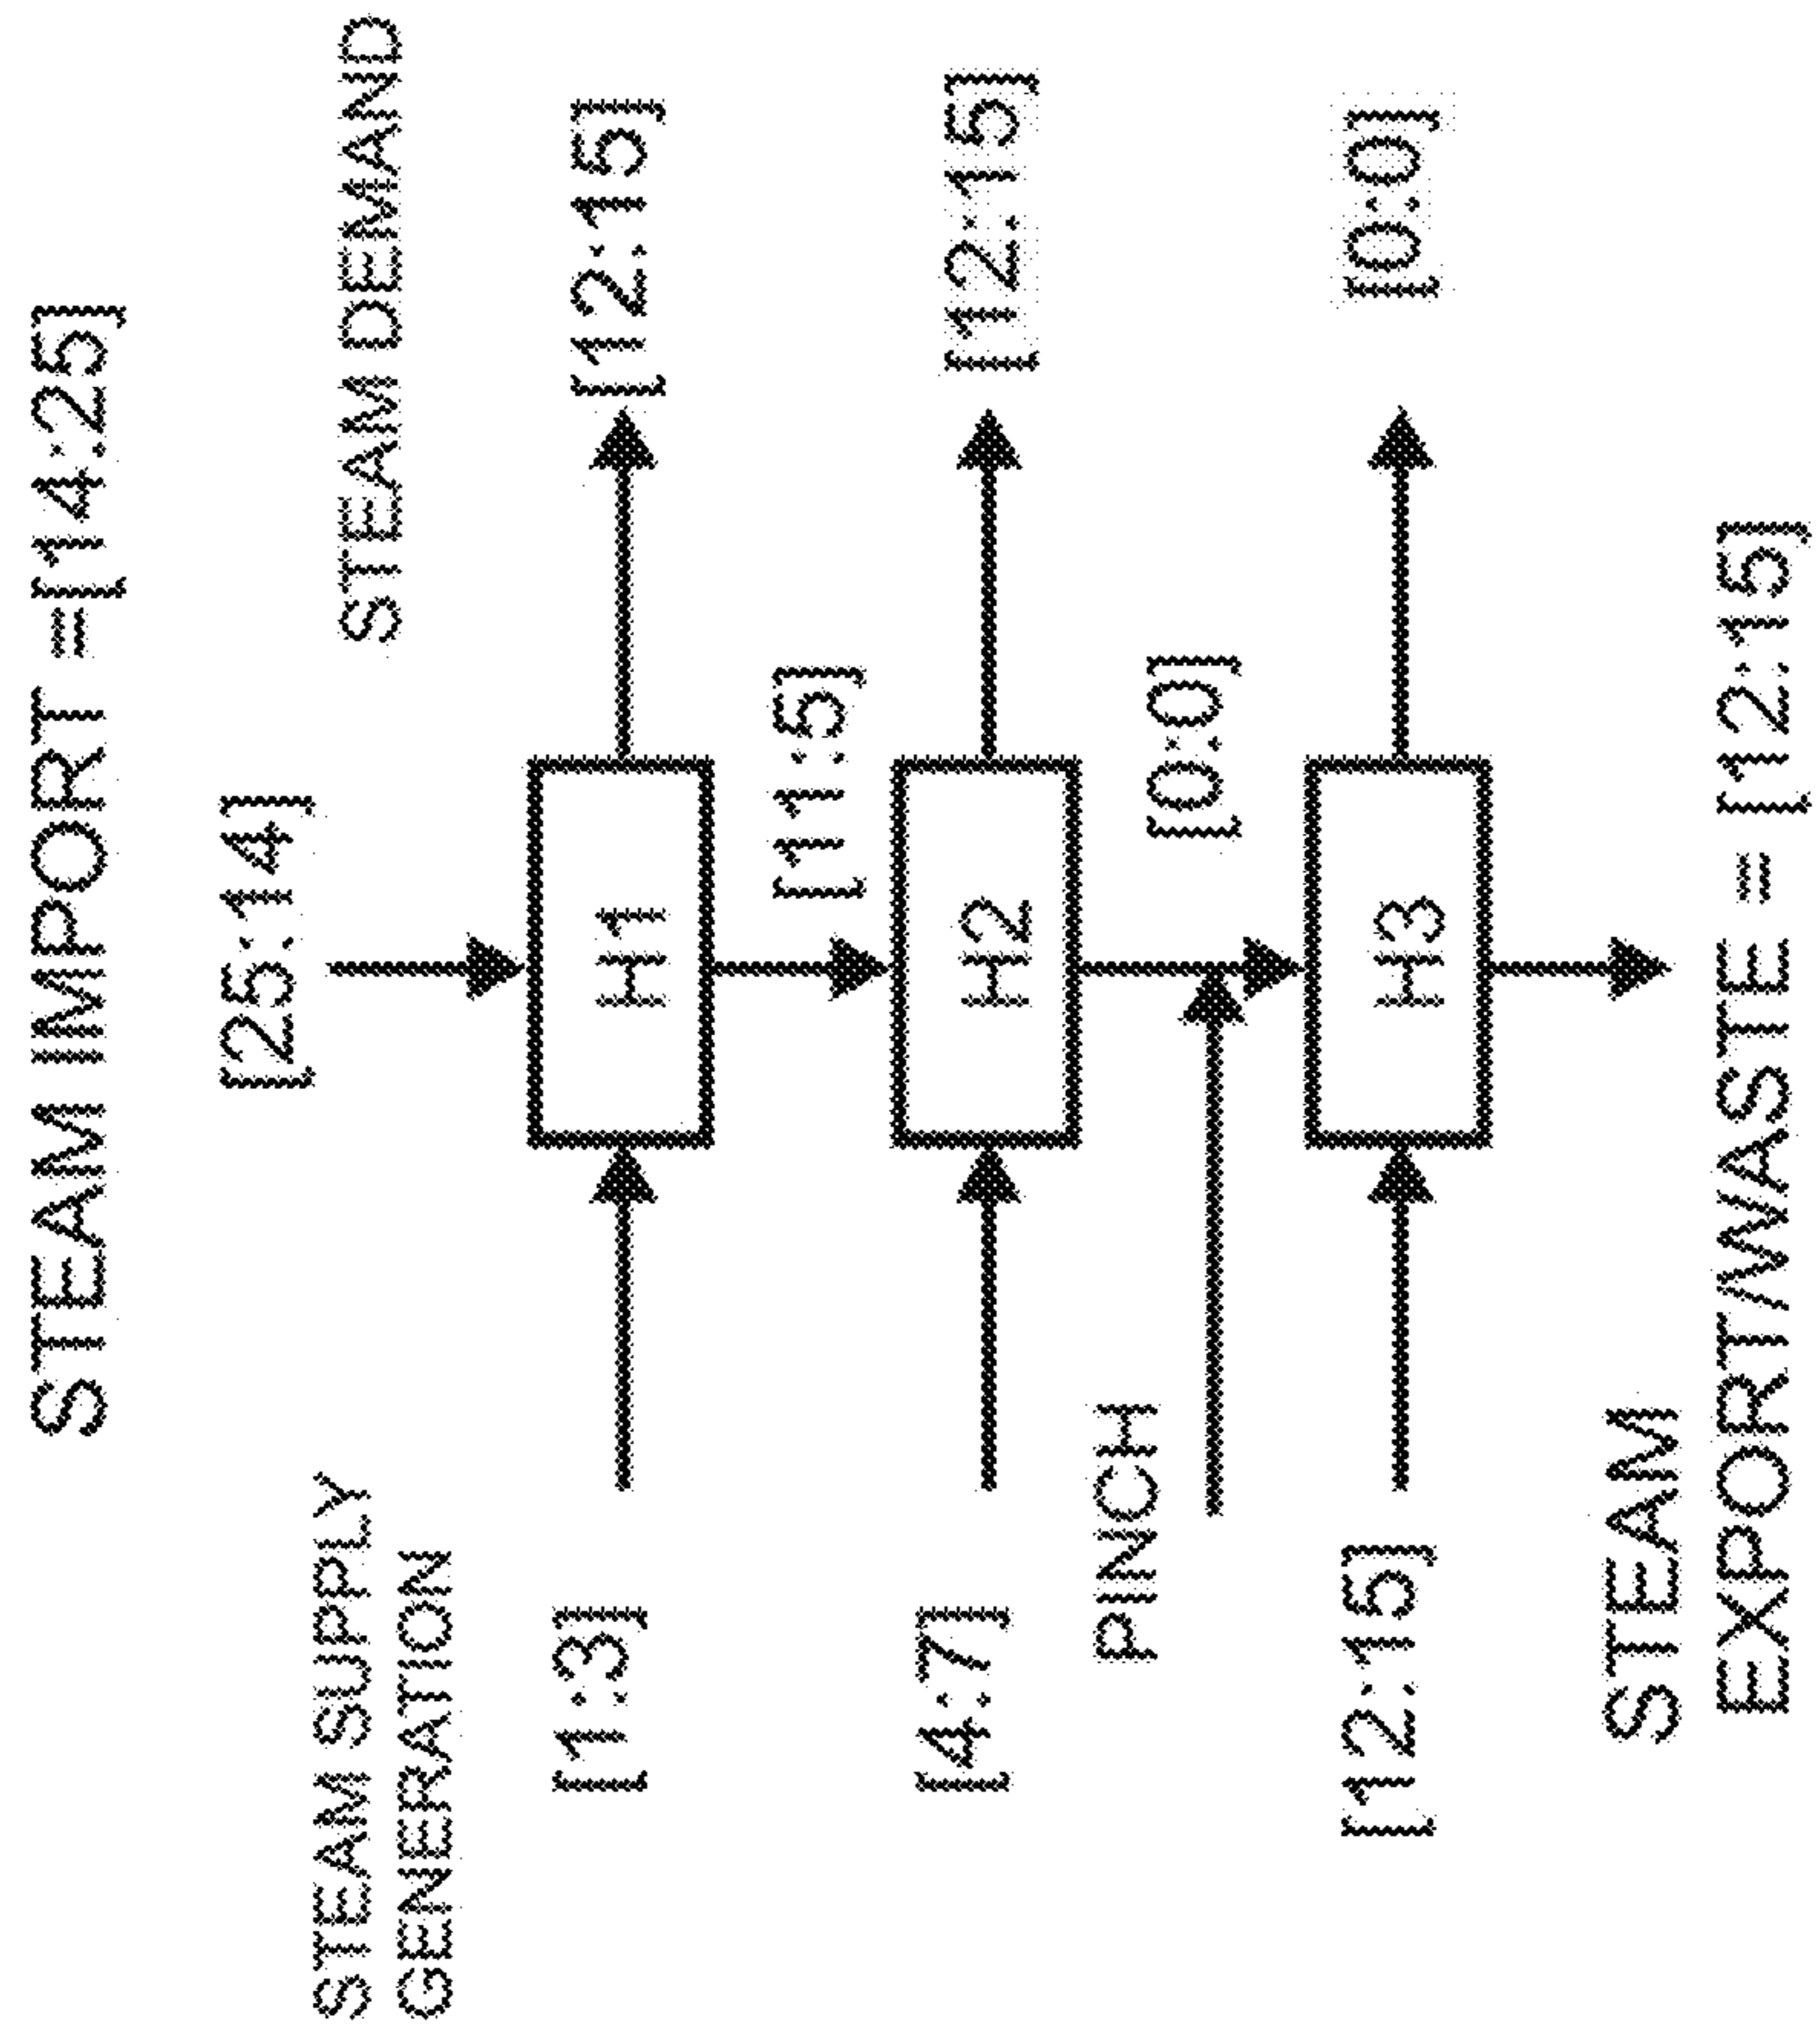 STEAM IMPORT =[14:25]
[25:14]
STEAM SUPPLY
GENERATION
STEAM DEMAND
[1:3]
H1
[12:15]
[11:5]
[4:7]
H2
[12:15]
PINCH
[0:0]
[12:15]
H3
[0:0]
STEAM
EXPORT/WASTE = [12:15]